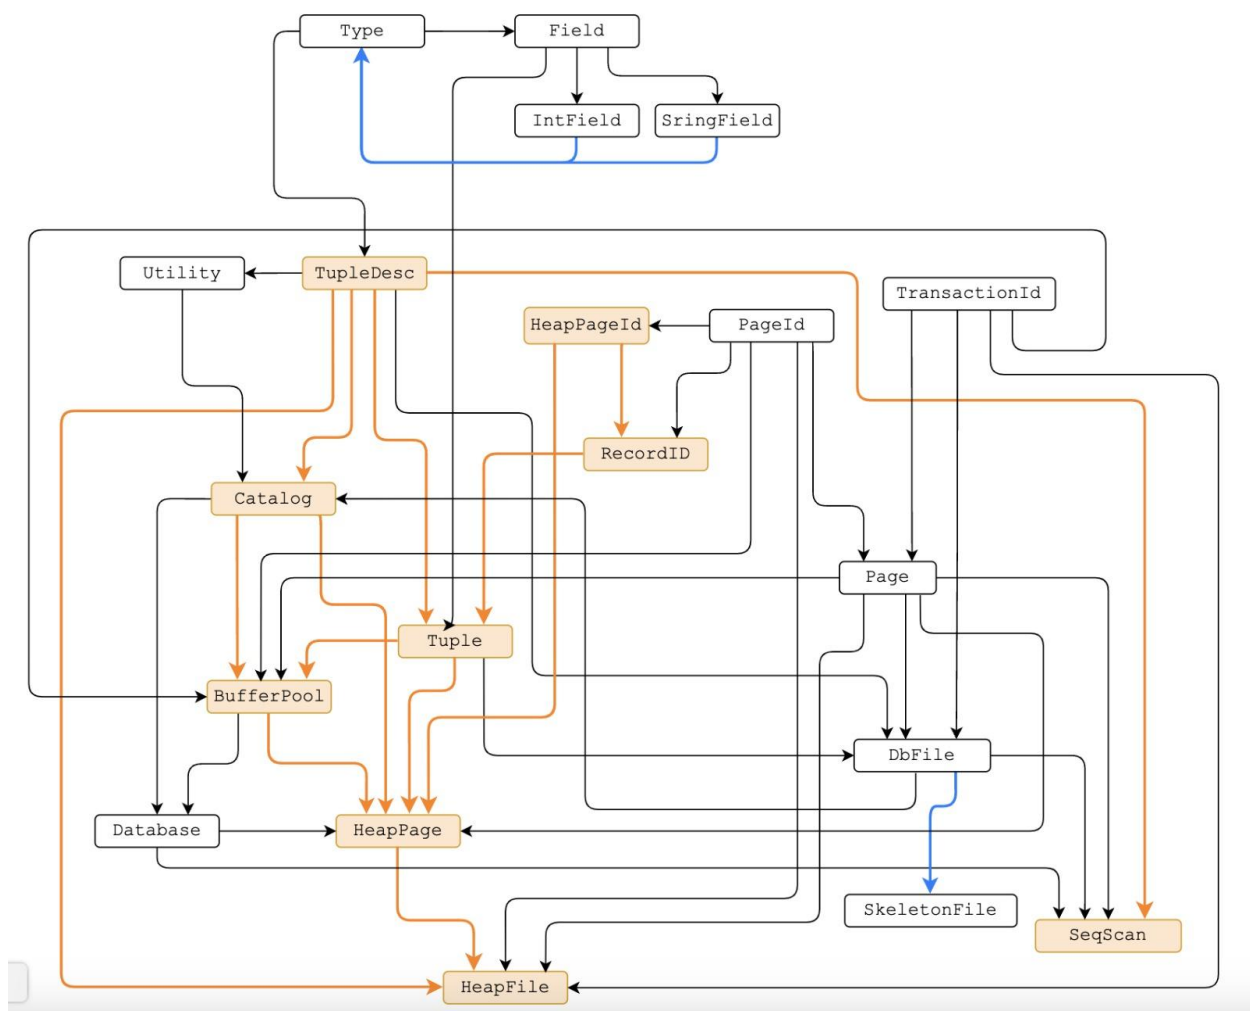 Type
Field
IntField
SringField
Utility
TupleDesc
TransactionId
HeapPageId
PageId
RecordID
Catalog
Page
Tuple
BufferPool
DbFile
Database
HeapPage
SkeletonFile
SeqScan
HeapFile